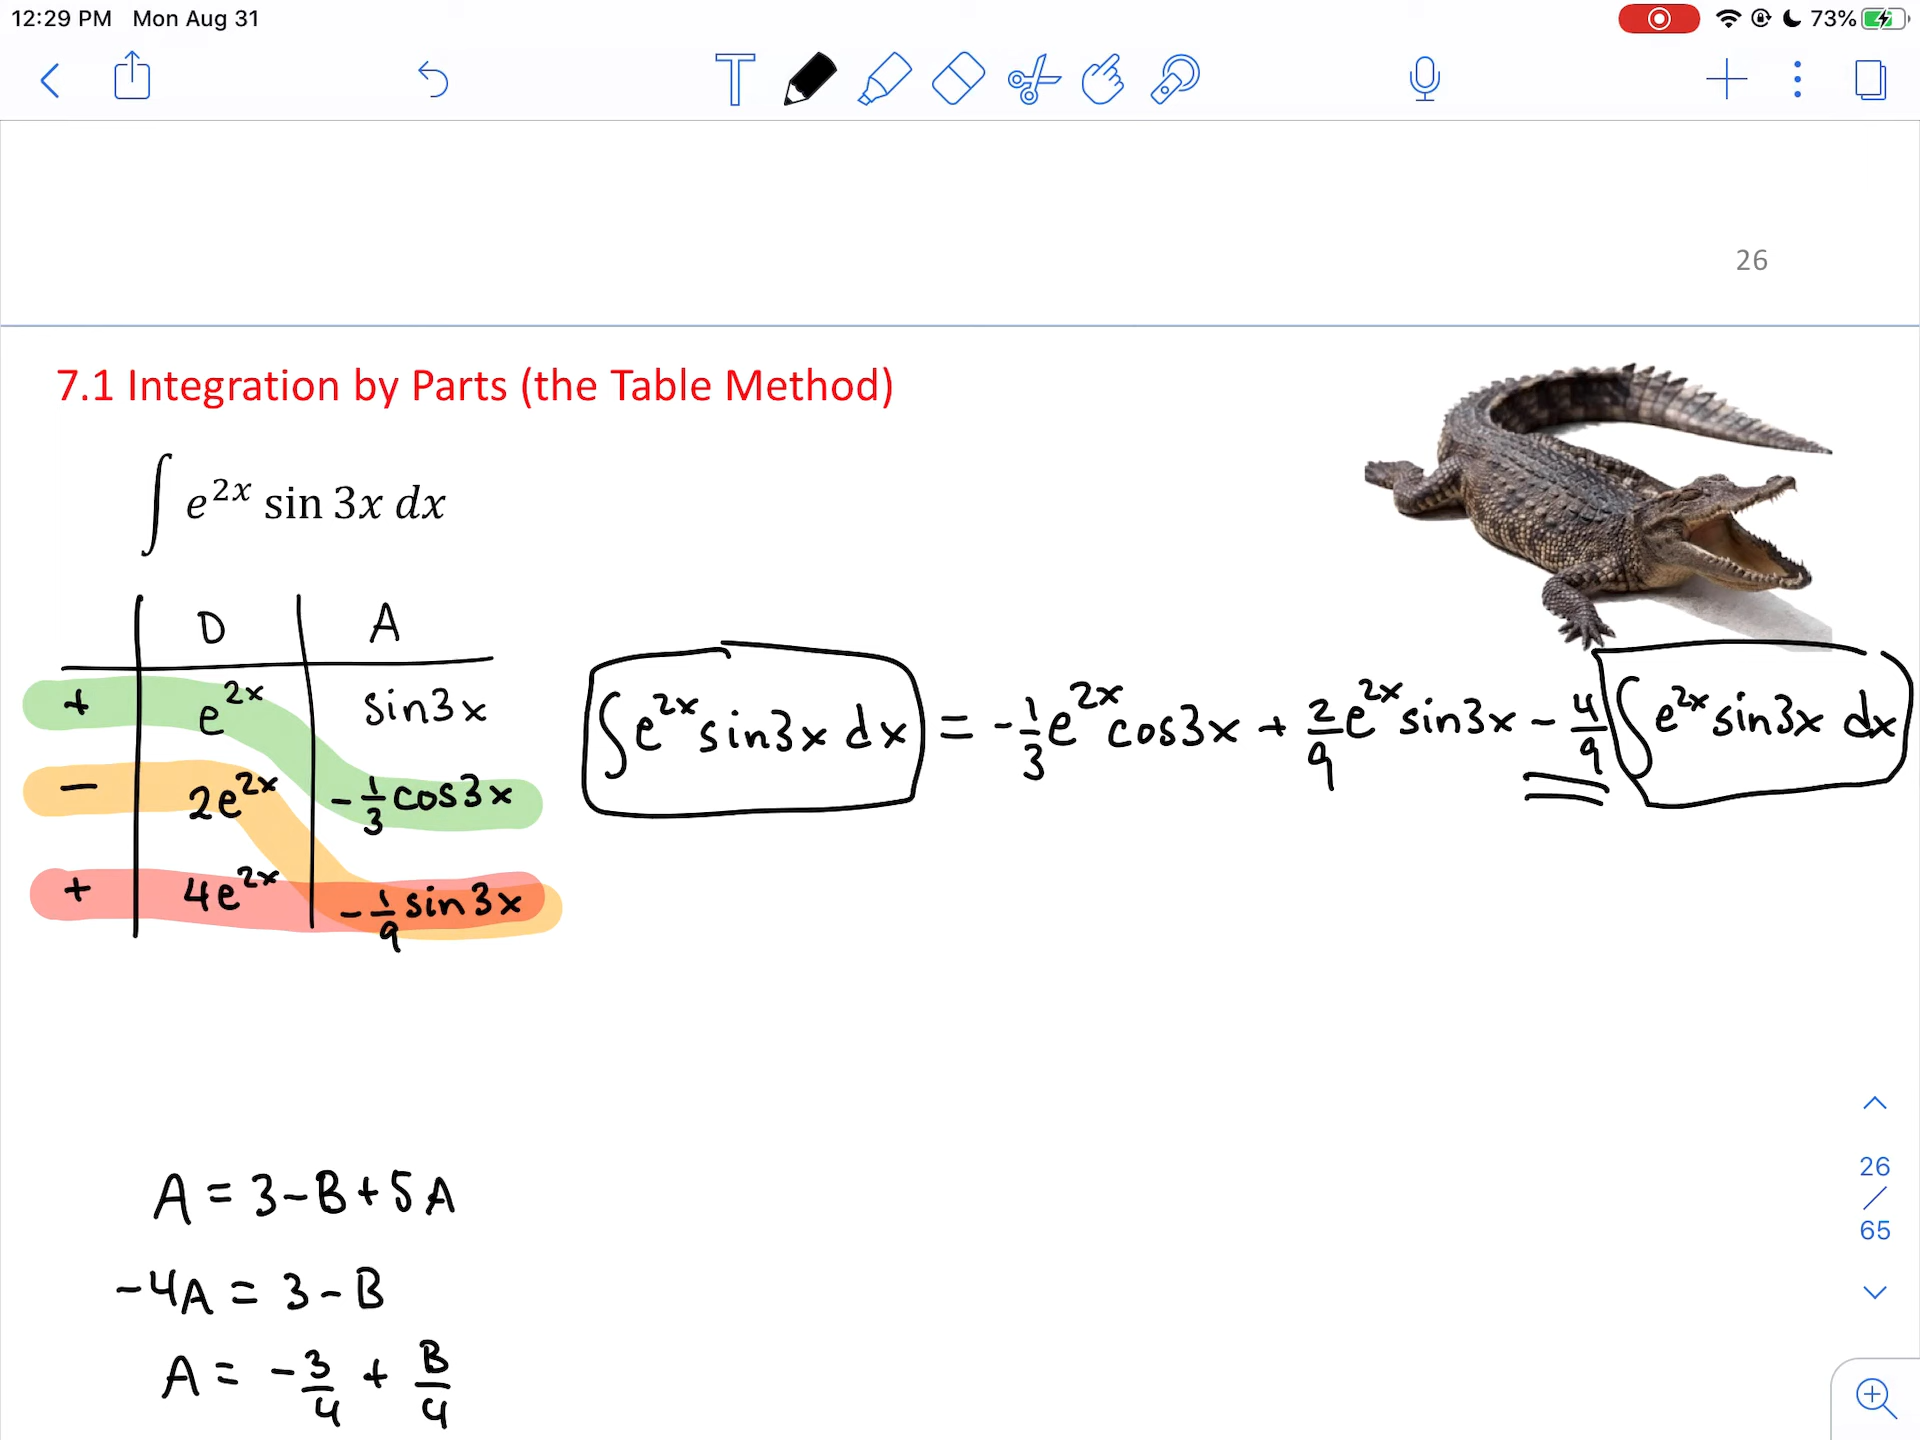 12:29 PM Mon Aug 31 73%
T
26
7.1 Integration by Parts (the Table Method)
∫ e^{2x} sin 3x dx
D A
+ e^{2x} sin3x
∫e^{2x}sin3x dx = -1/3 e^{2x}cos3x + 2/9 e^{2x}sin3x - 4/9 ∫e^{2x}sin3x dx
- 2e^{2x} -1/3 cos3x
+ 4e^{2x} -1/9 sin3x
A = 3-B+5A
-4A = 3-B
A = -3/4 + B/4
26
/
65